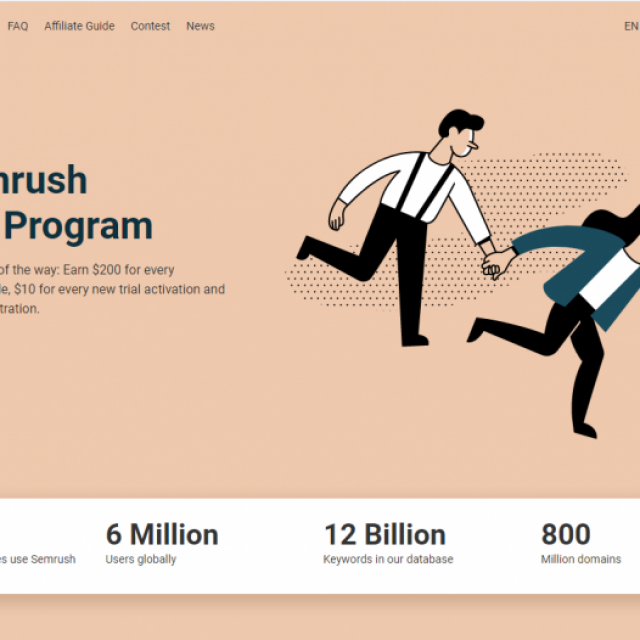 FAQ Affiliate Guide Contest News EN
mrush
Program
of the way: Earn $200 for every
le, $10 for every new trial activation and
tration.
6 Million 12 Billion 800
es use Semrush Users globally Keywords in our database Million domains